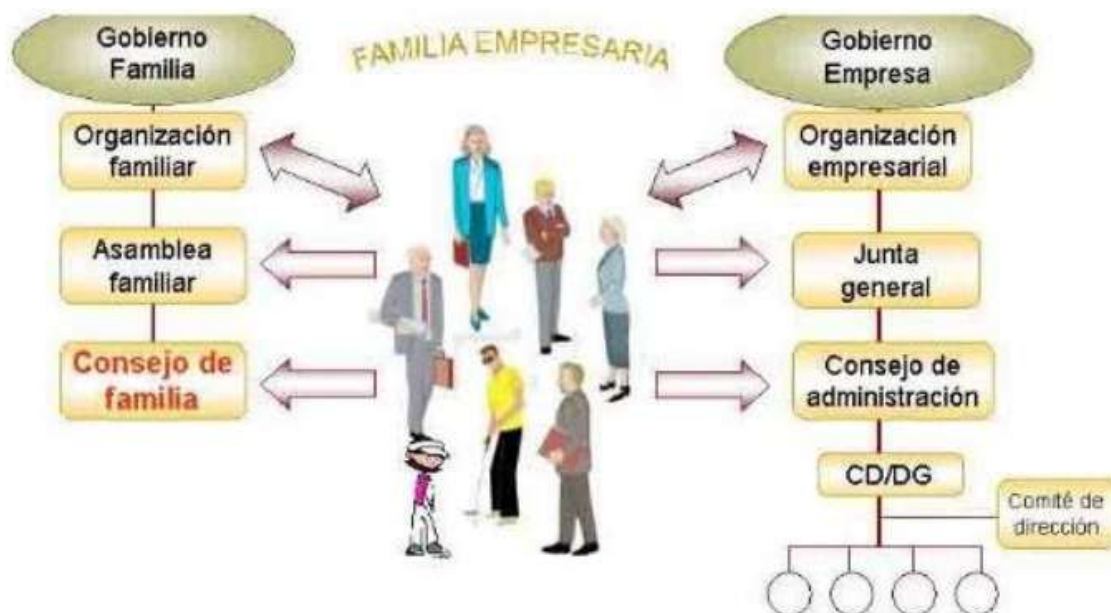 Gobierno
Familia
FAMILIA EMPRESARIA
Gobierno
Empresa
Organización
familiar
Organización
empresarial
Asamblea
familiar
Junta
general
Consejo de
familia
Consejo de
administración
CD/DG
Comité de
dirección